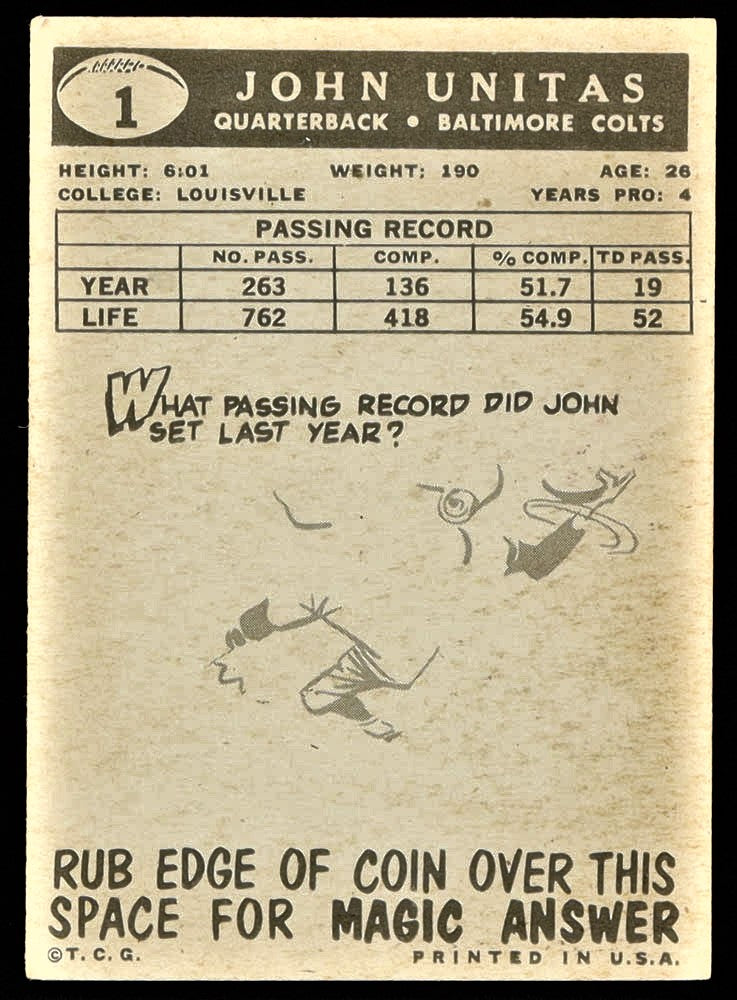 1
JOHN UNITAS
QUARTERBACK • BALTIMORE COLTS
HEIGHT: 6:01 WEIGHT: 190 AGE: 26
COLLEGE: LOUISVILLE YEARS PRO: 4
PASSING RECORD
NO. PASS. COMP. % COMP. TD PASS.
YEAR 263 136 51.7 19
LIFE 762 418 54.9 52
WHAT PASSING RECORD DID JOHN
SET LAST YEAR?
RUB EDGE OF COIN OVER THIS
SPACE FOR MAGIC ANSWER
©T. C. G. PRINTED IN U.S.A.